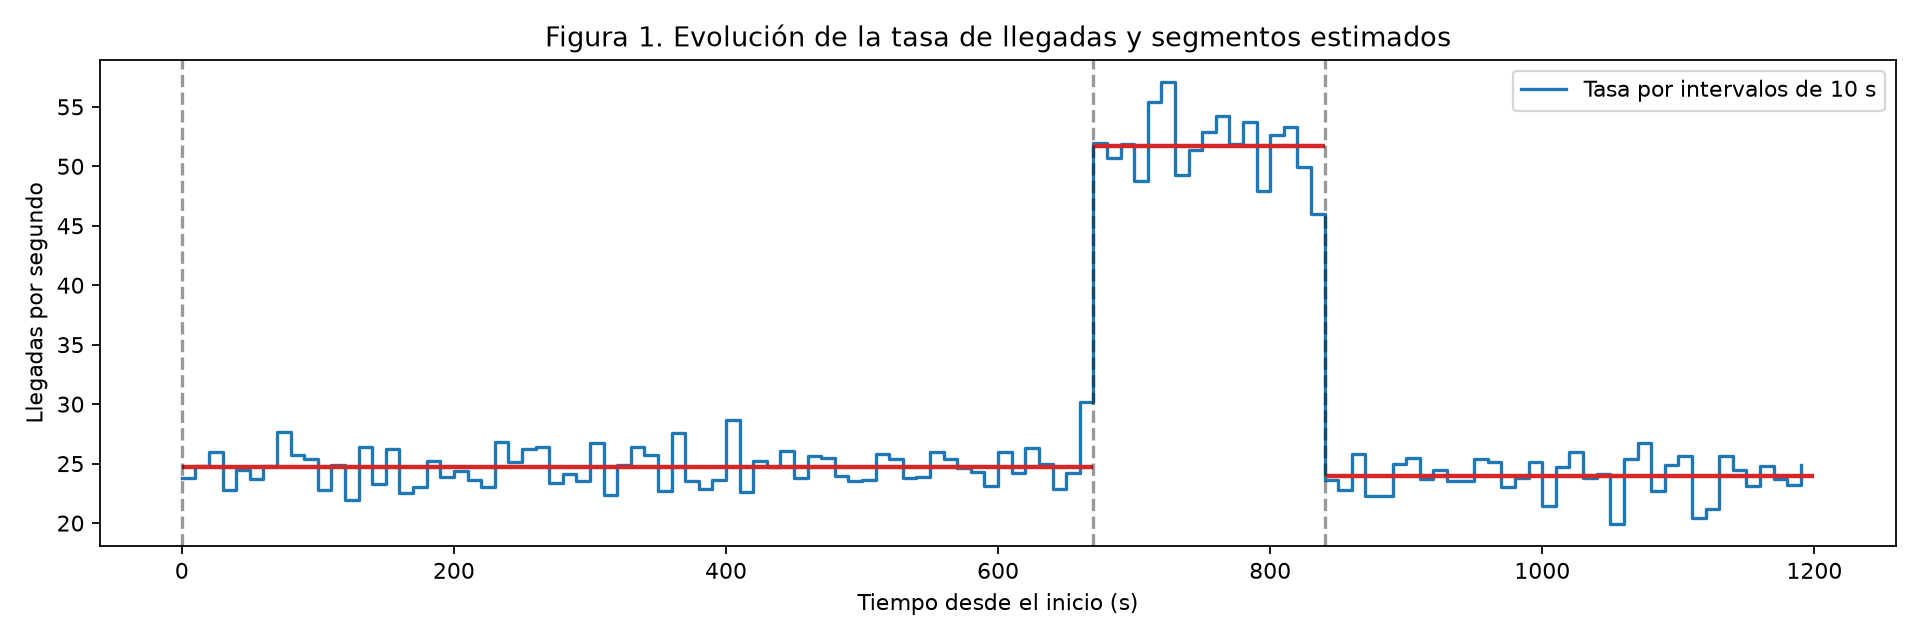 Figura 1. Evolución de la tasa de llegadas y segmentos estimados
Tasa por intervalos de 10 s
Llegadas por segundo
55
50
45
40
35
30
25
20
0 200 400 600 800 1000 1200
Tiempo desde el inicio (s)